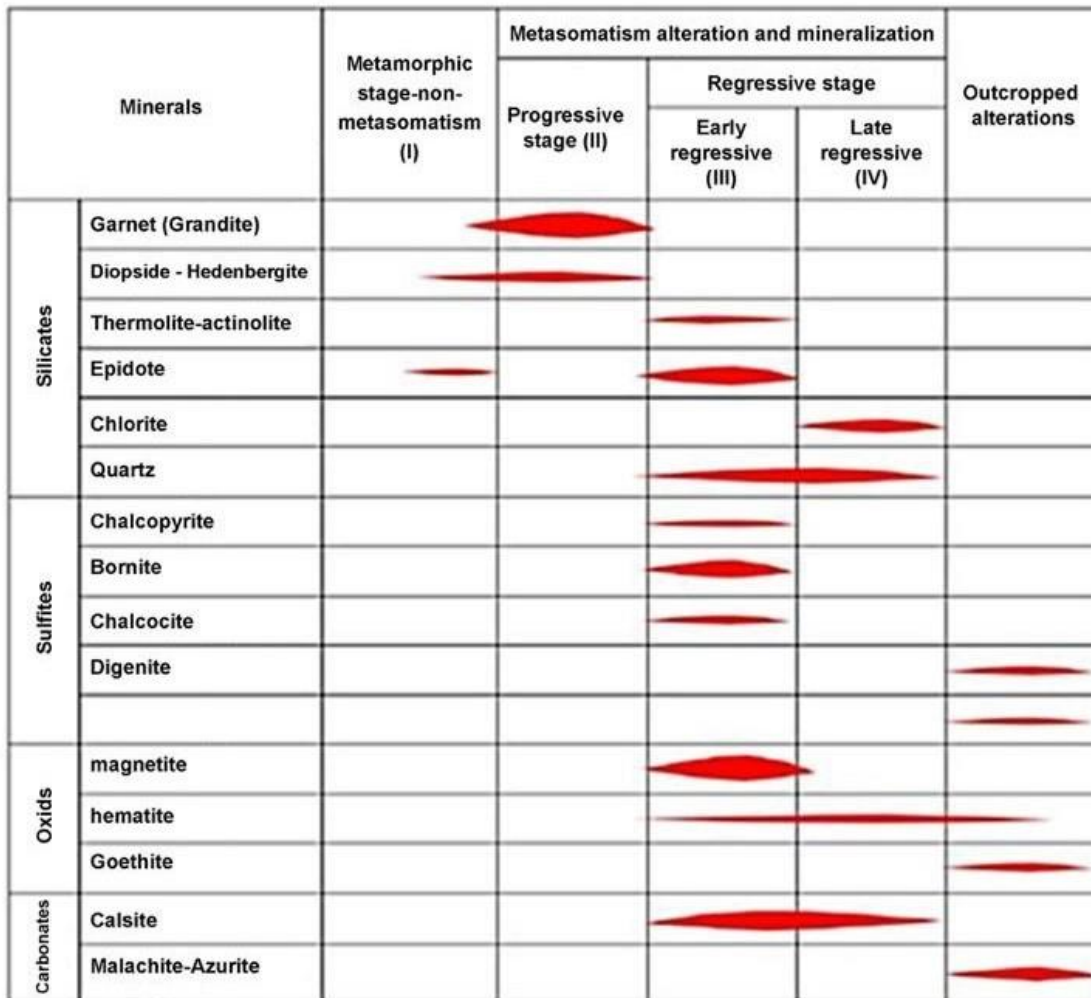 Minerals
Metamorphic
stage-non-
metasomatism
(I)
Metasomatism alteration and mineralization
Progressive
stage (II)
Regressive stage
Early
regressive
(III)
Late
regressive
(IV)
Outcropped
alterations
Silicates
Garnet (Grandite)
Diopside - Hedenbergite
Thermolite-actinolite
Epidote
Chlorite
Quartz
Sulfites
Chalcopyrite
Bornite
Chalcocite
Digenite
Oxids
magnetite
hematite
Goethite
Carbonates
Calsite
Malachite-Azurite